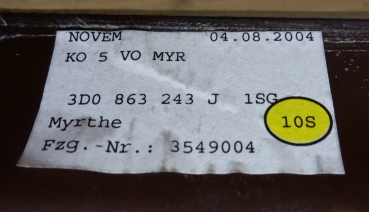 NOVEM 04.08.2004
KO 5 VO MYR
3D0 863 243 J 1SG
Myrthe 10S
Fzg.-Nr.: 3549004